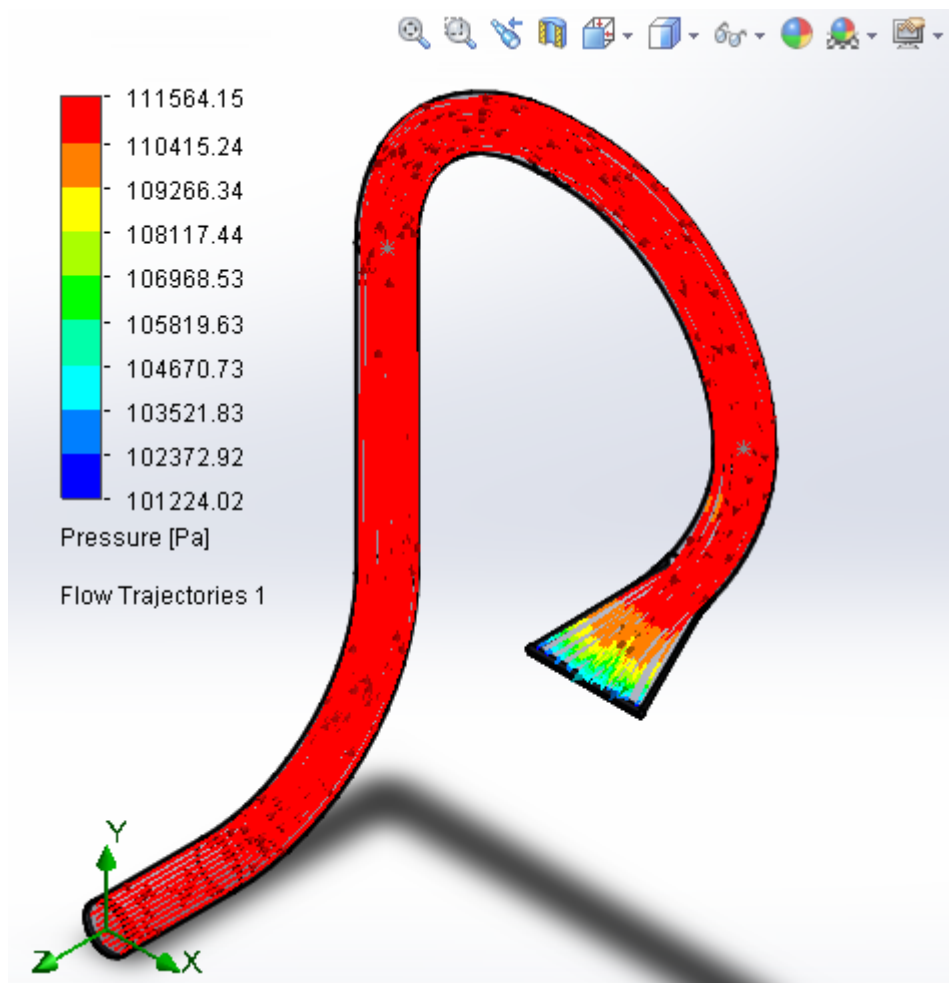 111564.15
110415.24
109266.34
108117.44
106968.53
105819.63
104670.73
103521.83
102372.92
101224.02
Pressure [Pa]
Flow Trajectories 1
Y
Z
X